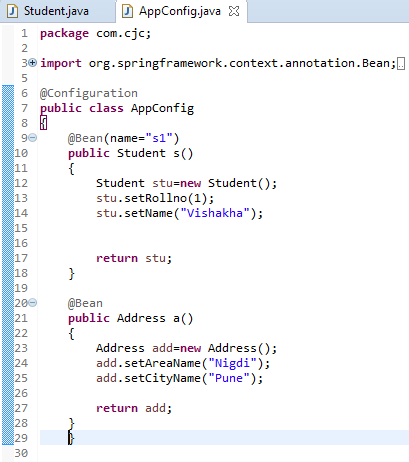 Student.java AppConfig.java
1 package com.cjc;
2
3 import org.springframework.context.annotation.Bean;
5
6 @Configuration
7 public class AppConfig
8 {
9 @Bean(name="s1")
10 public Student s()
11 {
12 Student stu=new Student();
13 stu.setRollno(1);
14 stu.setName("Vishakha");
15
16
17 return stu;
18 }
19
20 @Bean
21 public Address a()
22 {
23 Address add=new Address();
24 add.setAreaName("Nigdi");
25 add.setCityName("Pune");
26
27 return add;
28 }
29 }
30